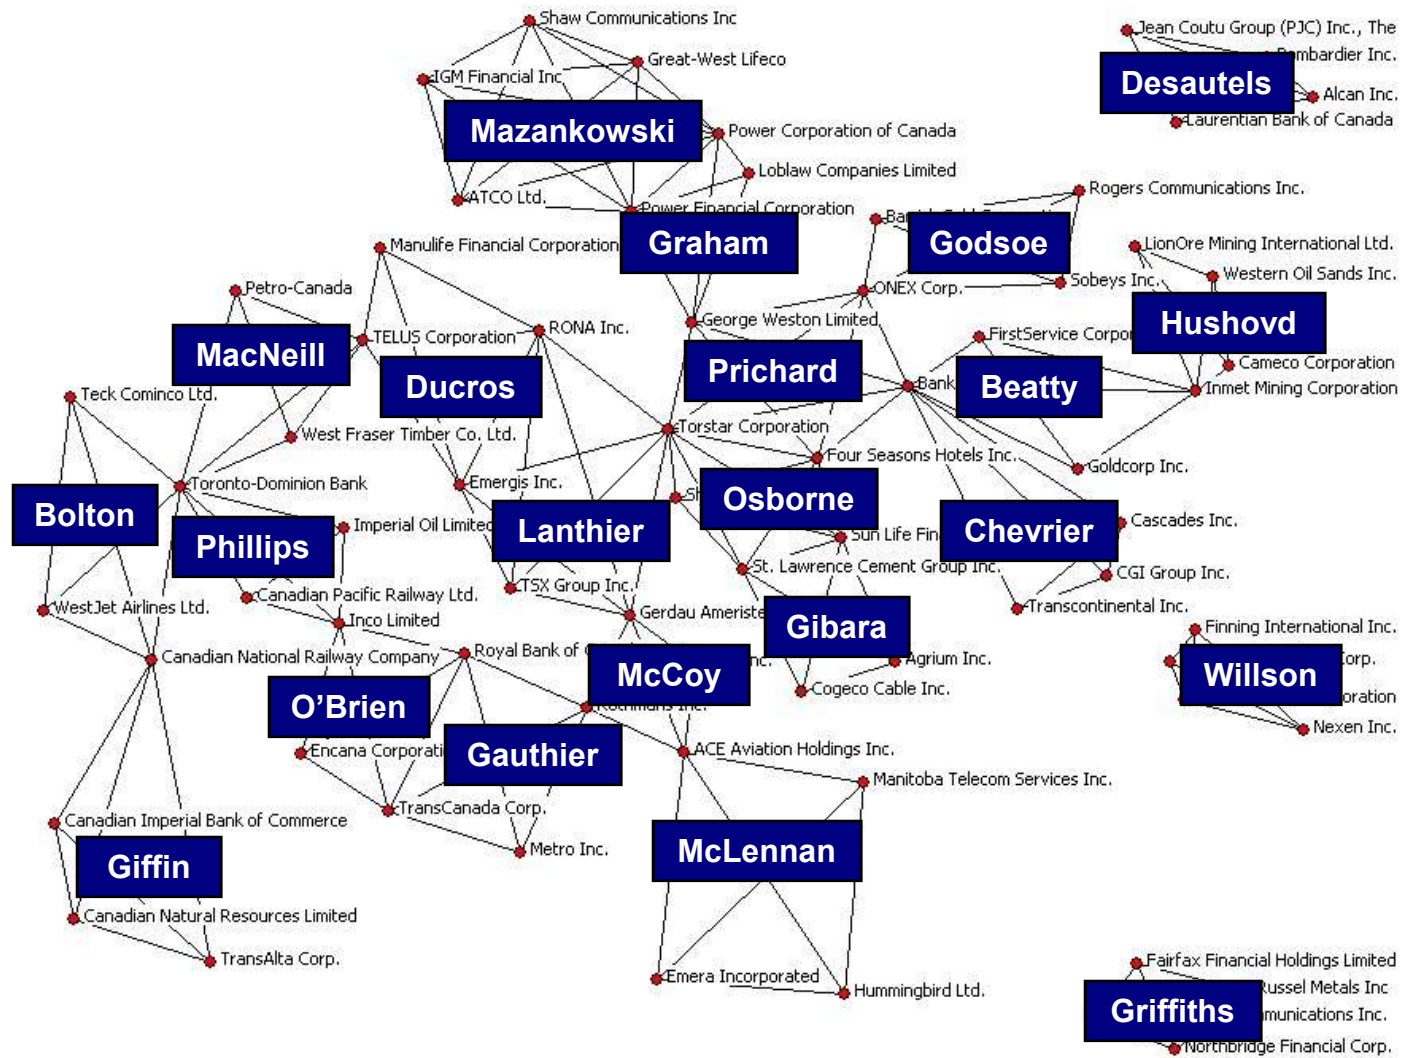 Shaw Communications Inc
Great-West Lifeco
IGM Financial Inc
Mazankowski
Power Corporation of Canada
Loblaw Companies Limited
ATCO Ltd.
Power Financial Corporation
Graham
Jean Coutu Group (PJC) Inc., The
Bombardier Inc.
Desautels
Alcan Inc.
Laurentian Bank of Canada
Rogers Communications Inc.
Godsoe
Sobeys Inc.
ONEX Corp.
LionOre Mining International Ltd.
Western Oil Sands Inc.
Hushovd
Cameco Corporation
Inmet Mining Corporation
Manulife Financial Corporation
Petro-Canada
MacNeill
TELUS Corporation
RONA Inc.
George Weston Limited
Prichard
FirstService
Beatty
Bank
Ducros
Teck Cominco Ltd.
West Fraser Timber Co. Ltd.
Torstar Corporation
Four Seasons Hotels Inc.
Goldcorp Inc.
Toronto-Dominion Bank
Emergis Inc.
Bolton
Phillips
Imperial Oil Limited
Lanthier
Osborne
Sun Life
Chevrier
Cascades Inc.
St. Lawrence Cement Group Inc.
CGI Group Inc.
Canadian Pacific Railway Ltd.
TSX Group Inc.
WestJet Airlines Ltd.
Inco Limited
Gerdau
Gibara
Transcontinental Inc.
Finning International Inc.
Willson
Corp.
Nexen Inc.
Canadian National Railway Company
Royal Bank of
McCoy
Agrium Inc.
Cogeco Cable Inc.
O'Brien
Rothmans Inc.
Encana
Gauthier
ACE Aviation Holdings Inc.
Manitoba Telecom Services Inc.
TransCanada Corp.
Metro Inc.
McLennan
Canadian Imperial Bank of Commerce
Giffin
Canadian Natural Resources Limited
TransAlta Corp.
Emera Incorporated
Hummingbird Ltd.
Fairfax Financial Holdings Limited
Russel Metals Inc
Griffiths
Inc.
Northbridge Financial Corp.